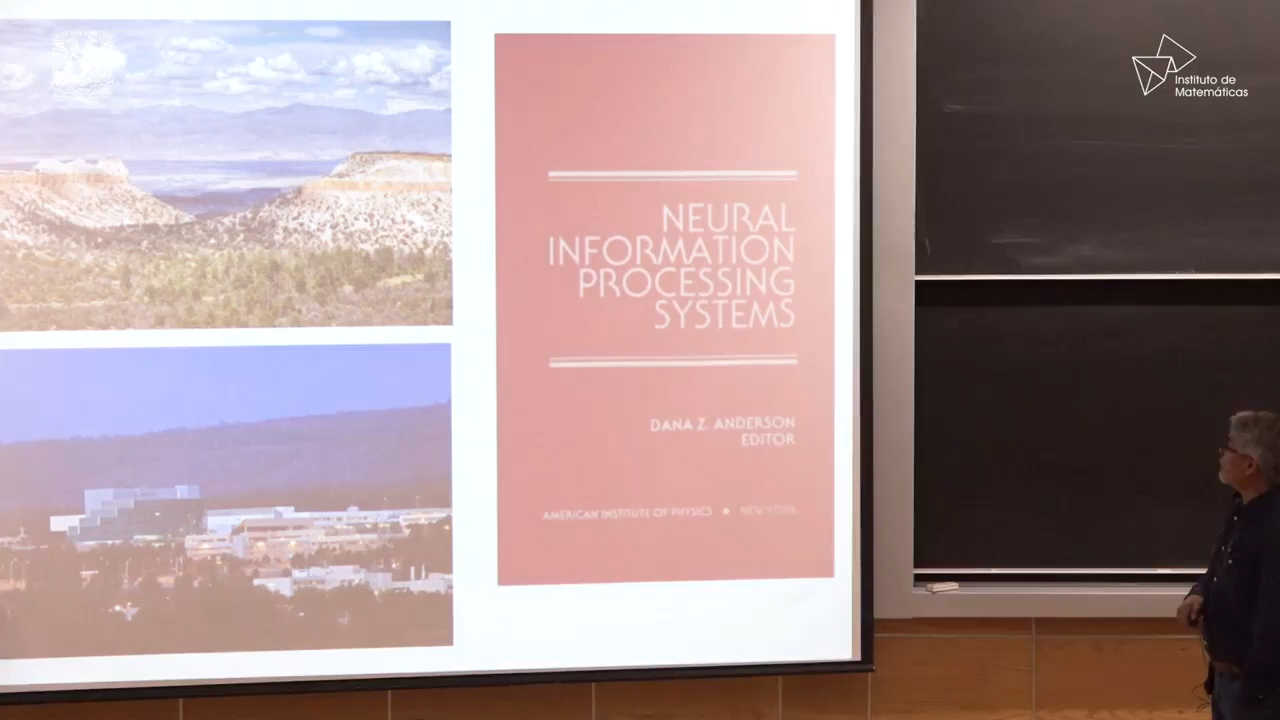 NEURAL
INFORMATION
PROCESSING
SYSTEMS
DANA Z. ANDERSON
EDITOR
AMERICAN INSTITUTE OF PHYSICS ★ NEW YORK
Instituto de
Matemáticas